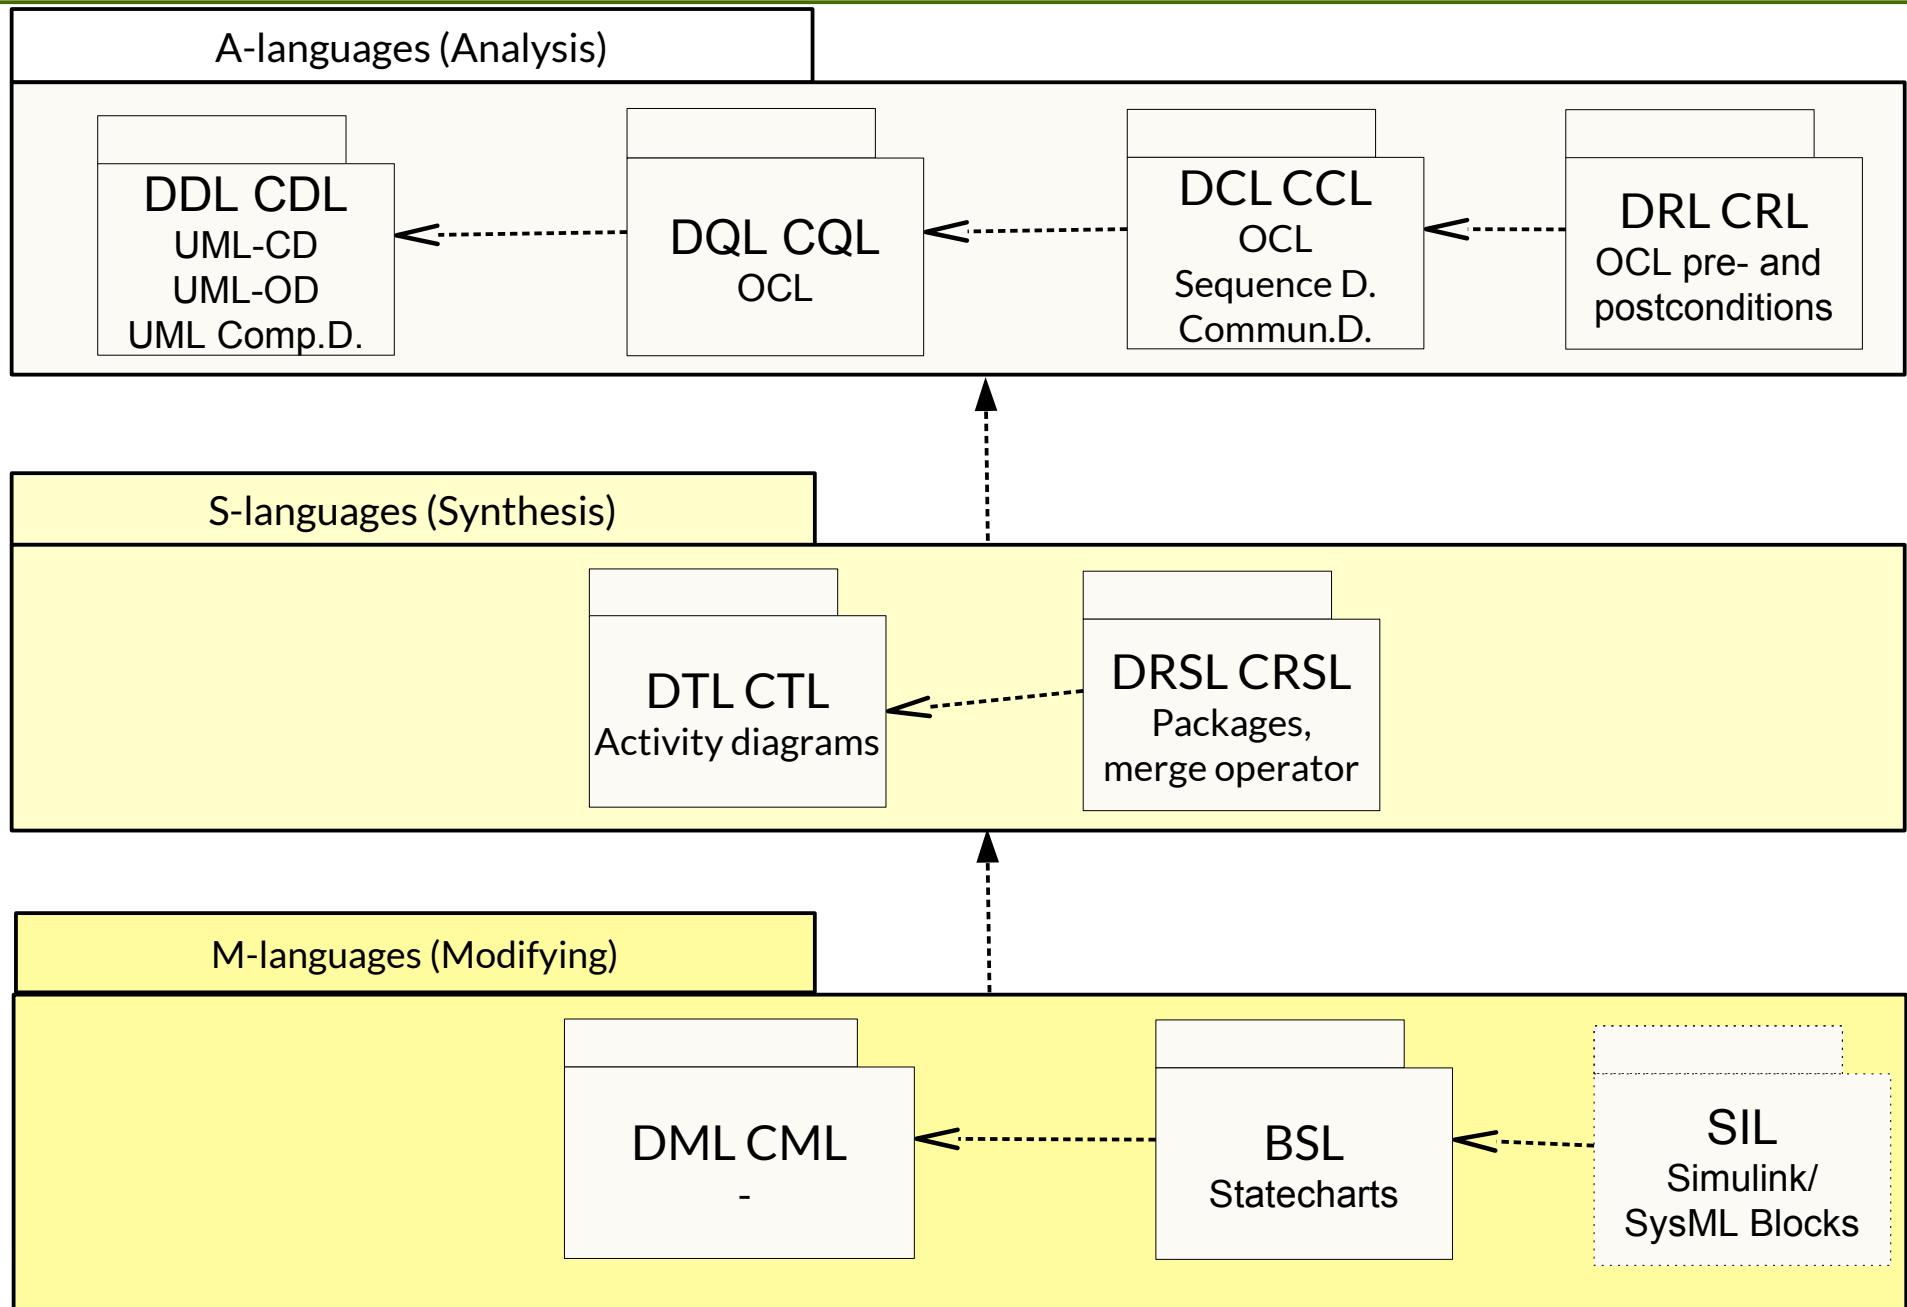 A-languages (Analysis)
DDL CDL
UML-CD
UML-OD
UML Comp.D.
DQL CQL
OCL
DCL CCL
OCL
Sequence D.
Commun.D.
DRL CRL
OCL pre- and
postconditions
S-languages (Synthesis)
DTL CTL
Activity diagrams
DRSL CRSL
Packages,
merge operator
M-languages (Modifying)
DML CML
-
BSL
Statecharts
SIL
Simulink/
SysML Blocks